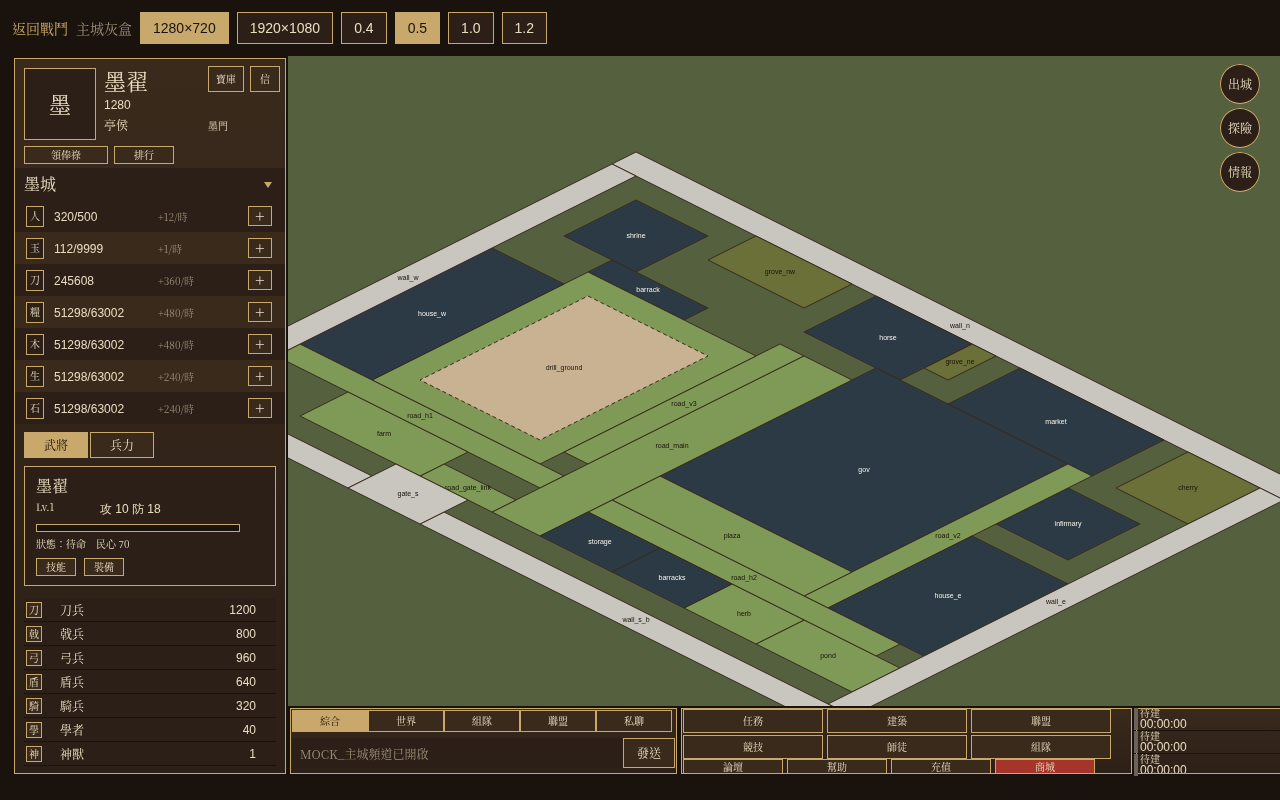 返回戰鬥 主城灰盒 1280×720 1920×1080 0.4 0.5 1.0 1.2
墨
墨翟
寶庫 信
1280
亭侯 墨門
領俸祿 排行
墨城
人 320/500 +12/時 +
玉 112/9999 +1/時 +
刀 245608 +360/時 +
糧 51298/63002 +480/時 +
木 51298/63002 +480/時 +
生 51298/63002 +240/時 +
石 51298/63002 +240/時 +
武將 兵力
墨翟
Lv.1 攻 10 防 18
狀態：待命 民心 70
技能 裝備
刀 刀兵 1200
戟 戟兵 800
弓 弓兵 960
盾 盾兵 640
騎 騎兵 320
學 學者 40
神 神獸 1
出城
探險
情報
shrine
grove_nw
wall_w
barrack
house_w
wall_n
horse
grove_ne
drill_ground
road_v3
road_h1
market
farm
road_main
gov
gate_s
road_gate_link
cherry
infirmary
plaza
road_v2
storage
barracks
road_h2
house_e
wall_e
herb
wall_s_b
pond
綜合 世界 組隊 聯盟 私聊
MOCK_主城頻道已開啟 發送
任務 建築 聯盟
競技 師徒 組隊
論壇 幫助 充值 商城
待建
00:00:00
待建
00:00:00
待建
00:00:00